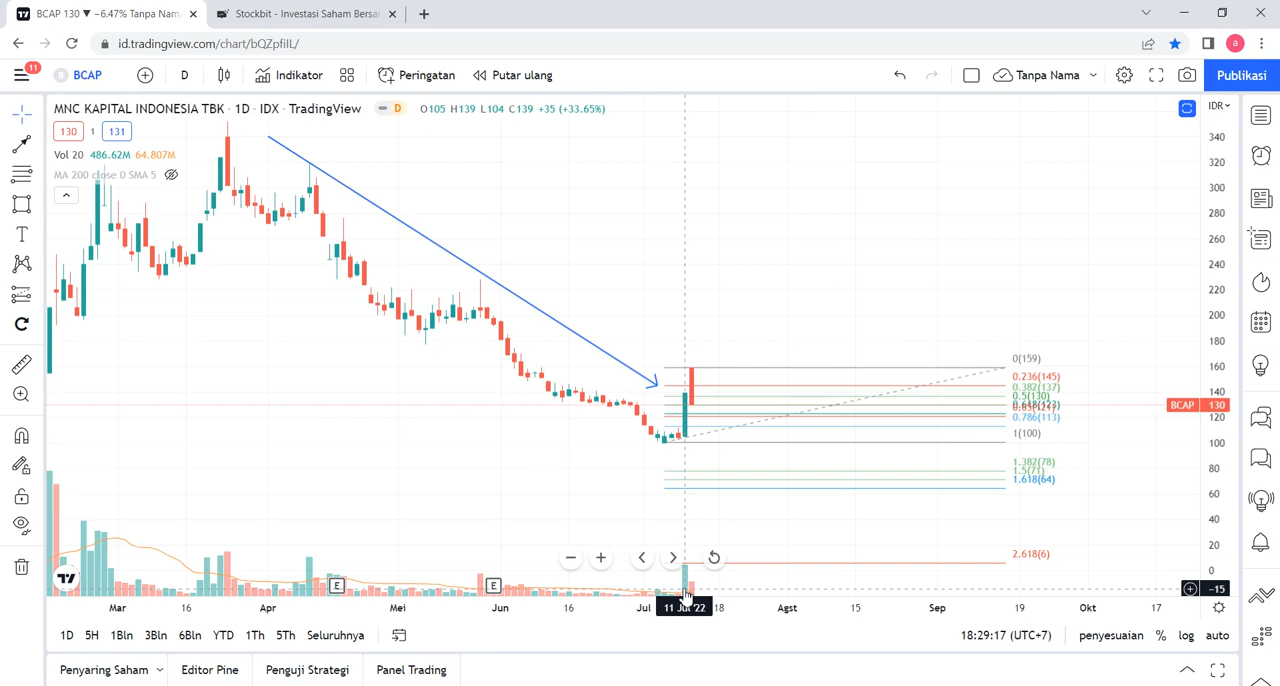 BCAP 130 ▼ −6.47% Tanpa Nam
Stockbit - Investasi Saham Bersa
id.tradingview.com/chart/bQZpfiIL/
a
11
B BCAP
D
Indikator
Peringatan
Putar ulang
Tanpa Nama
Publikasi
MNC KAPITAL INDONESIA TBK · 1D · IDX · TradingView
D
O105 H139 L104 C139 +35 (+33.65%)
IDR
130 1 131
Vol 20 486.62M 64.807M
MA 200 close 0 SMA 5
340
320
300
280
260
240
220
200
180
160
140
120
100
80
60
40
20
0
0(159)
0.236(145)
0.382(137)
0.5(130)
0.786(113)
1(100)
1.382(78)
1.5(71)
1.618(64)
2.618(6)
BCAP 130
−15
E
E
Mar 16 Apr Mei Jun 16 Jul 11 Jul '22 18 Agst 15 Sep 19 Okt 17
1D 5H 1Bln 3Bln 6Bln YTD 1Th 5Th Seluruhnya
18:29:17 (UTC+7)
penyesuaian % log auto
Penyaring Saham Editor Pine Penguji Strategi Panel Trading